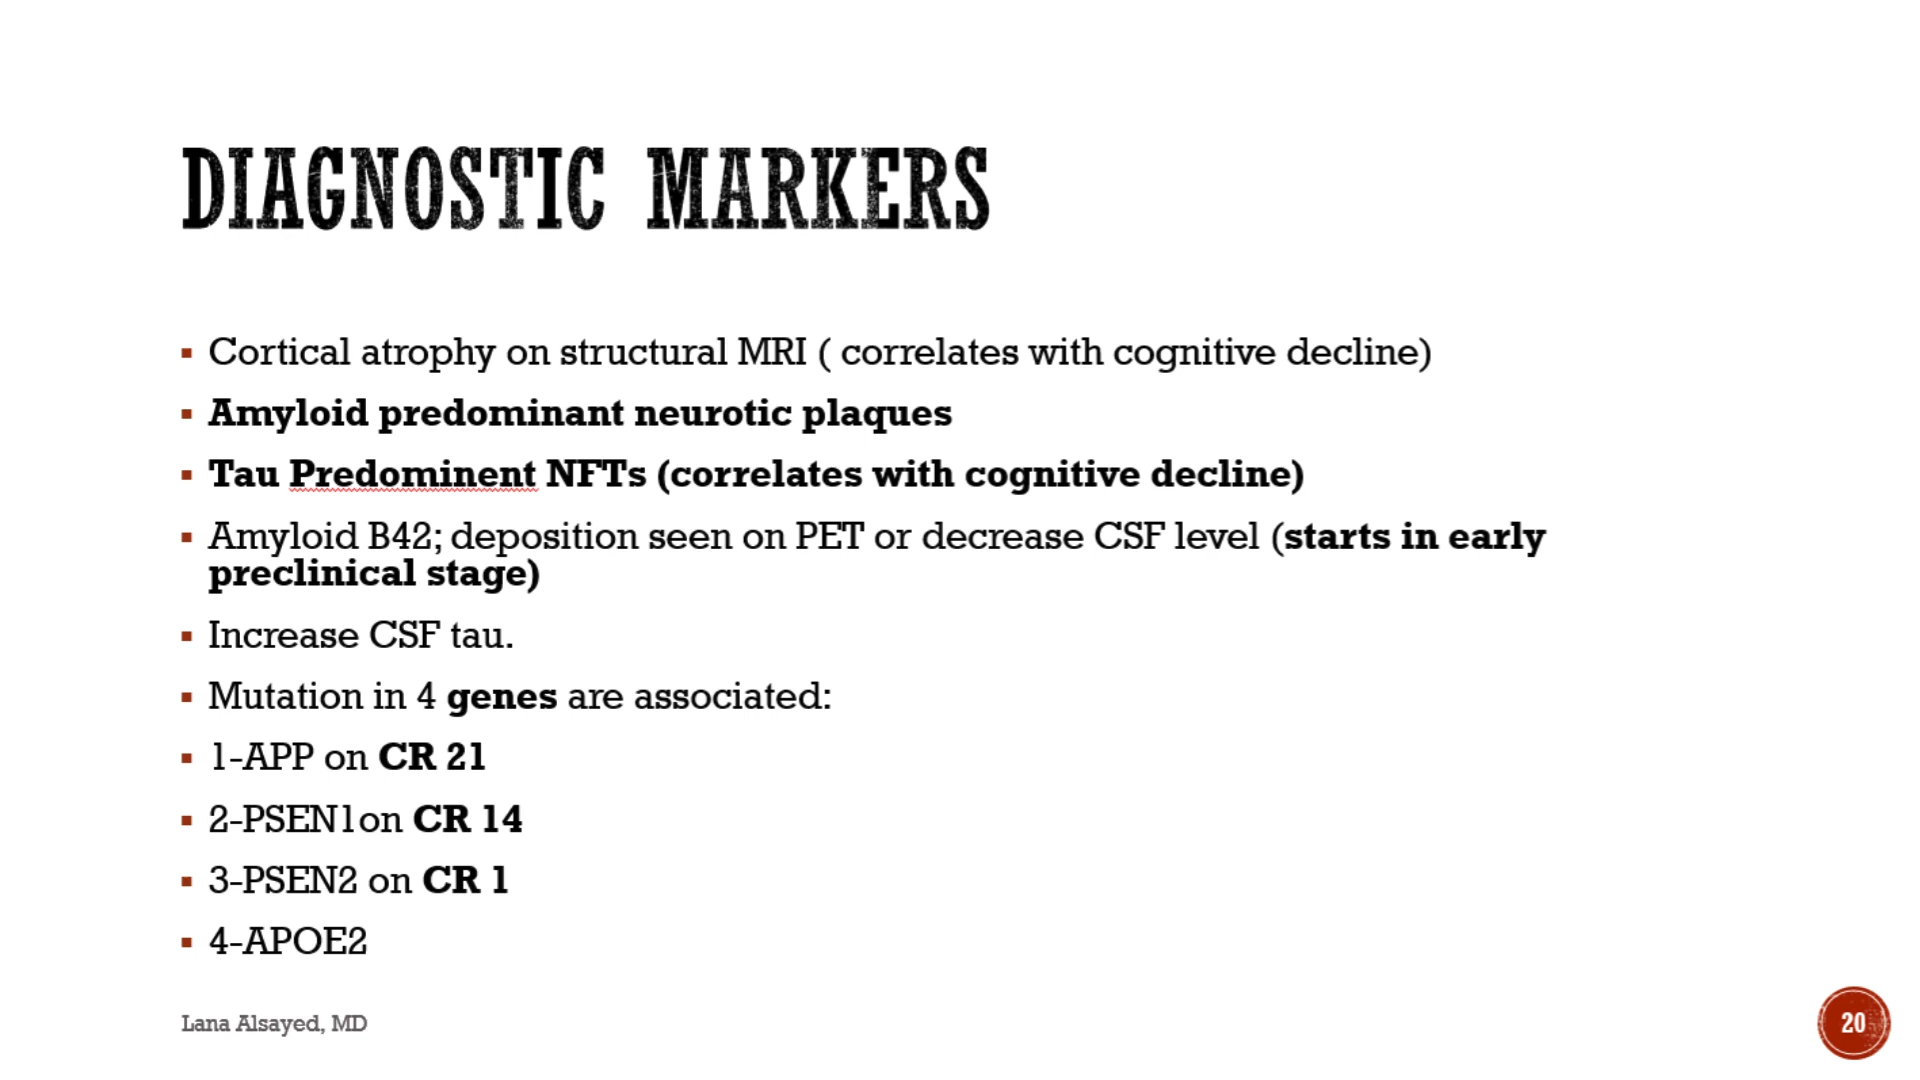 DIAGNOSTIC MARKERS
Cortical atrophy on structural MRI ( correlates with cognitive decline)
Amyloid predominant neurotic plaques
Tau Predominent NFTs (correlates with cognitive decline)
Amyloid B42; deposition seen on PET or decrease CSF level (starts in early
preclinical stage)
Increase CSF tau.
Mutation in 4 genes are associated:
1-APP on CR 21
2-PSEN1on CR 14
3-PSEN2 on CR 1
4-APOE2
Lana Alsayed, MD
20